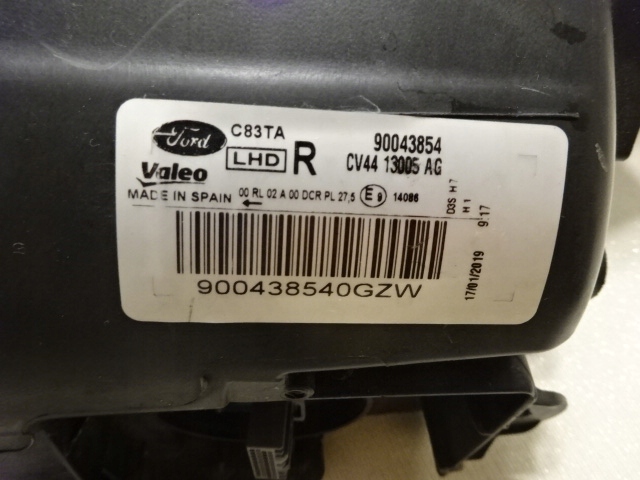 Ford C83TA 90043854
Valeo LHD R CV44 13005 AG
MADE IN SPAIN 00 RL 02 A 00 DCR PL 27,5 E9 14086
D3S H7
H1
17/01/2019 9:17
900438540GZW